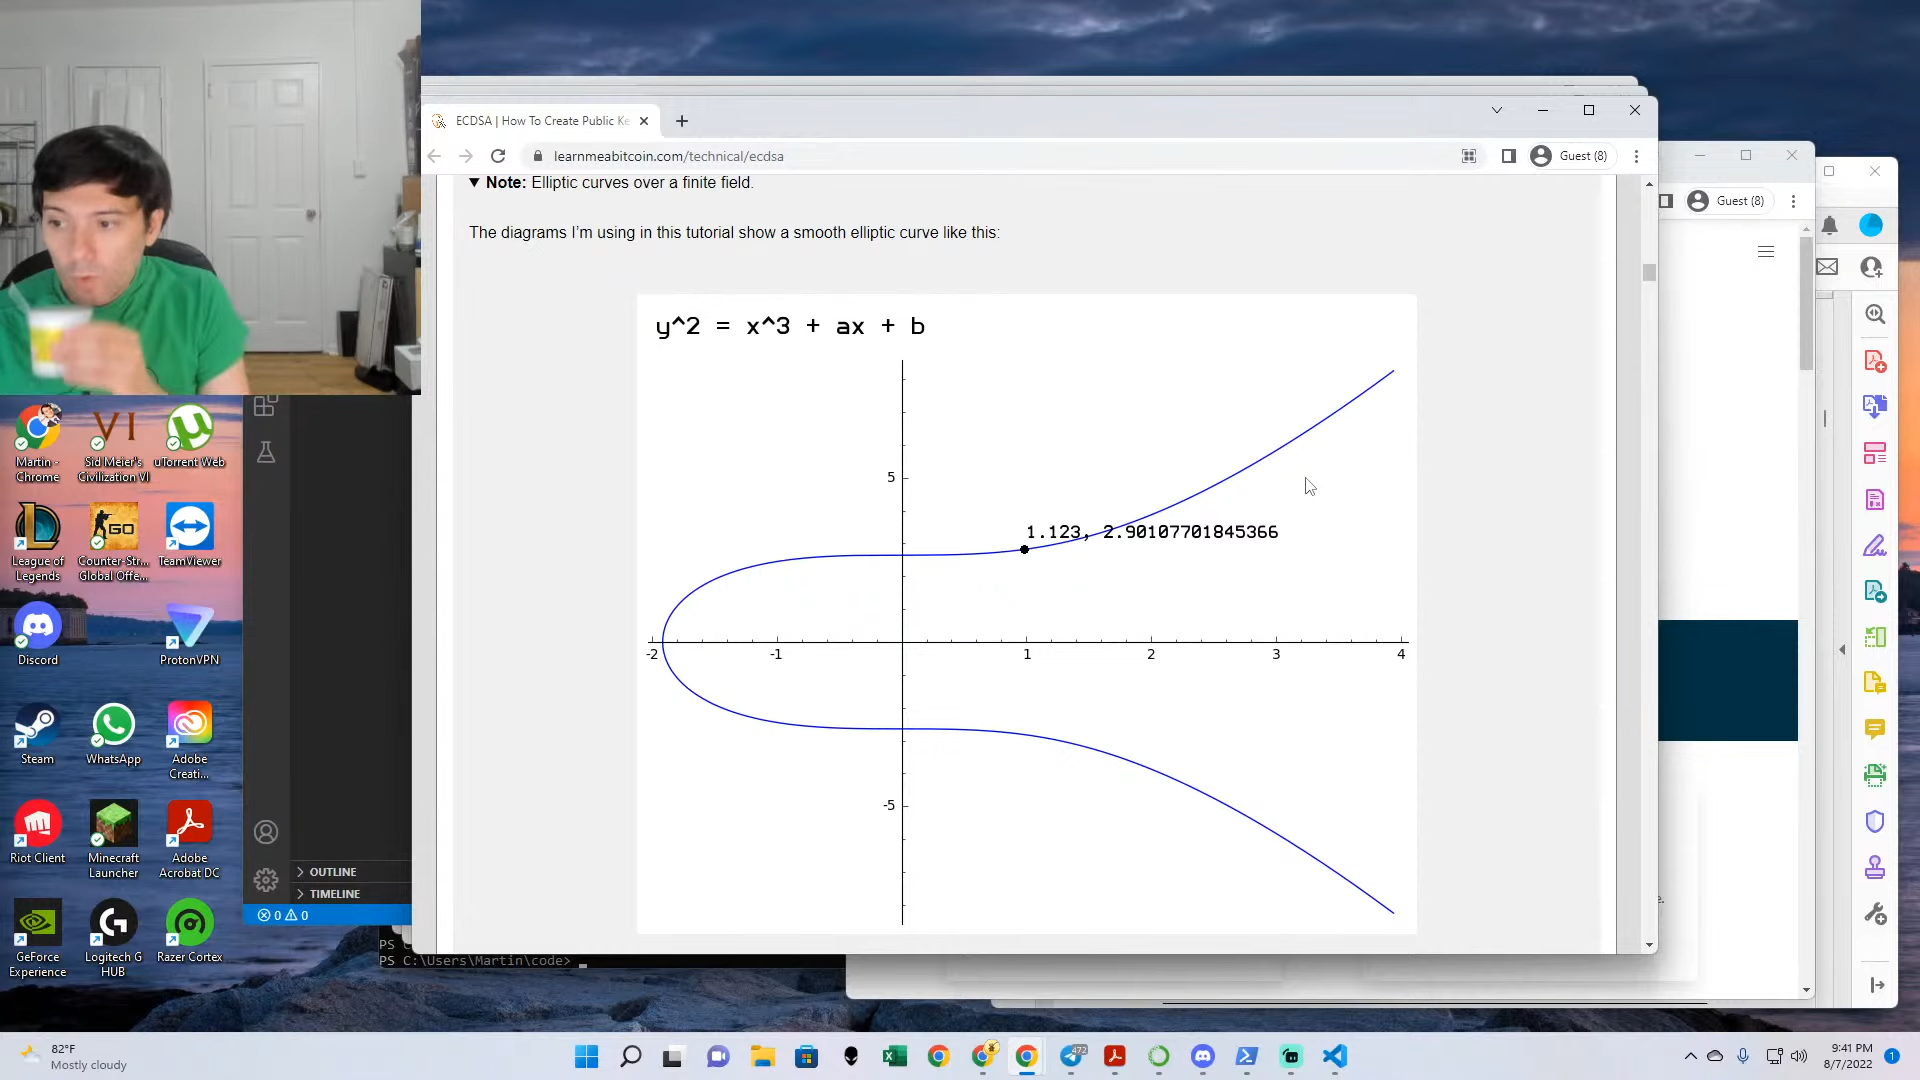 ECDSA | How To Create Public Ke
learnmeabitcoin.com/technical/ecdsa
Guest (8)
Guest (8)
▼ Note: Elliptic curves over a finite field.
The diagrams I'm using in this tutorial show a smooth elliptic curve like this:
y^2 = x^3 + ax + b
5
1.123, 2.90107701845366
-2 -1 1 2 3 4
-5
Martin - Chrome
Sid Meier's Civilization VI
uTorrent Web
League of Legends
Counter-Str... Global Offe...
TeamViewer
Discord
ProtonVPN
Steam
WhatsApp
Adobe Creati...
Riot Client
Minecraft Launcher
Adobe Acrobat DC
GeForce Experience
Logitech G HUB
Razer Cortex
VI
GO
OUTLINE
TIMELINE
0 0
PS C
PS C:\Users\Martin\code>
82°F
Mostly cloudy
472
9:41 PM
8/7/2022
1